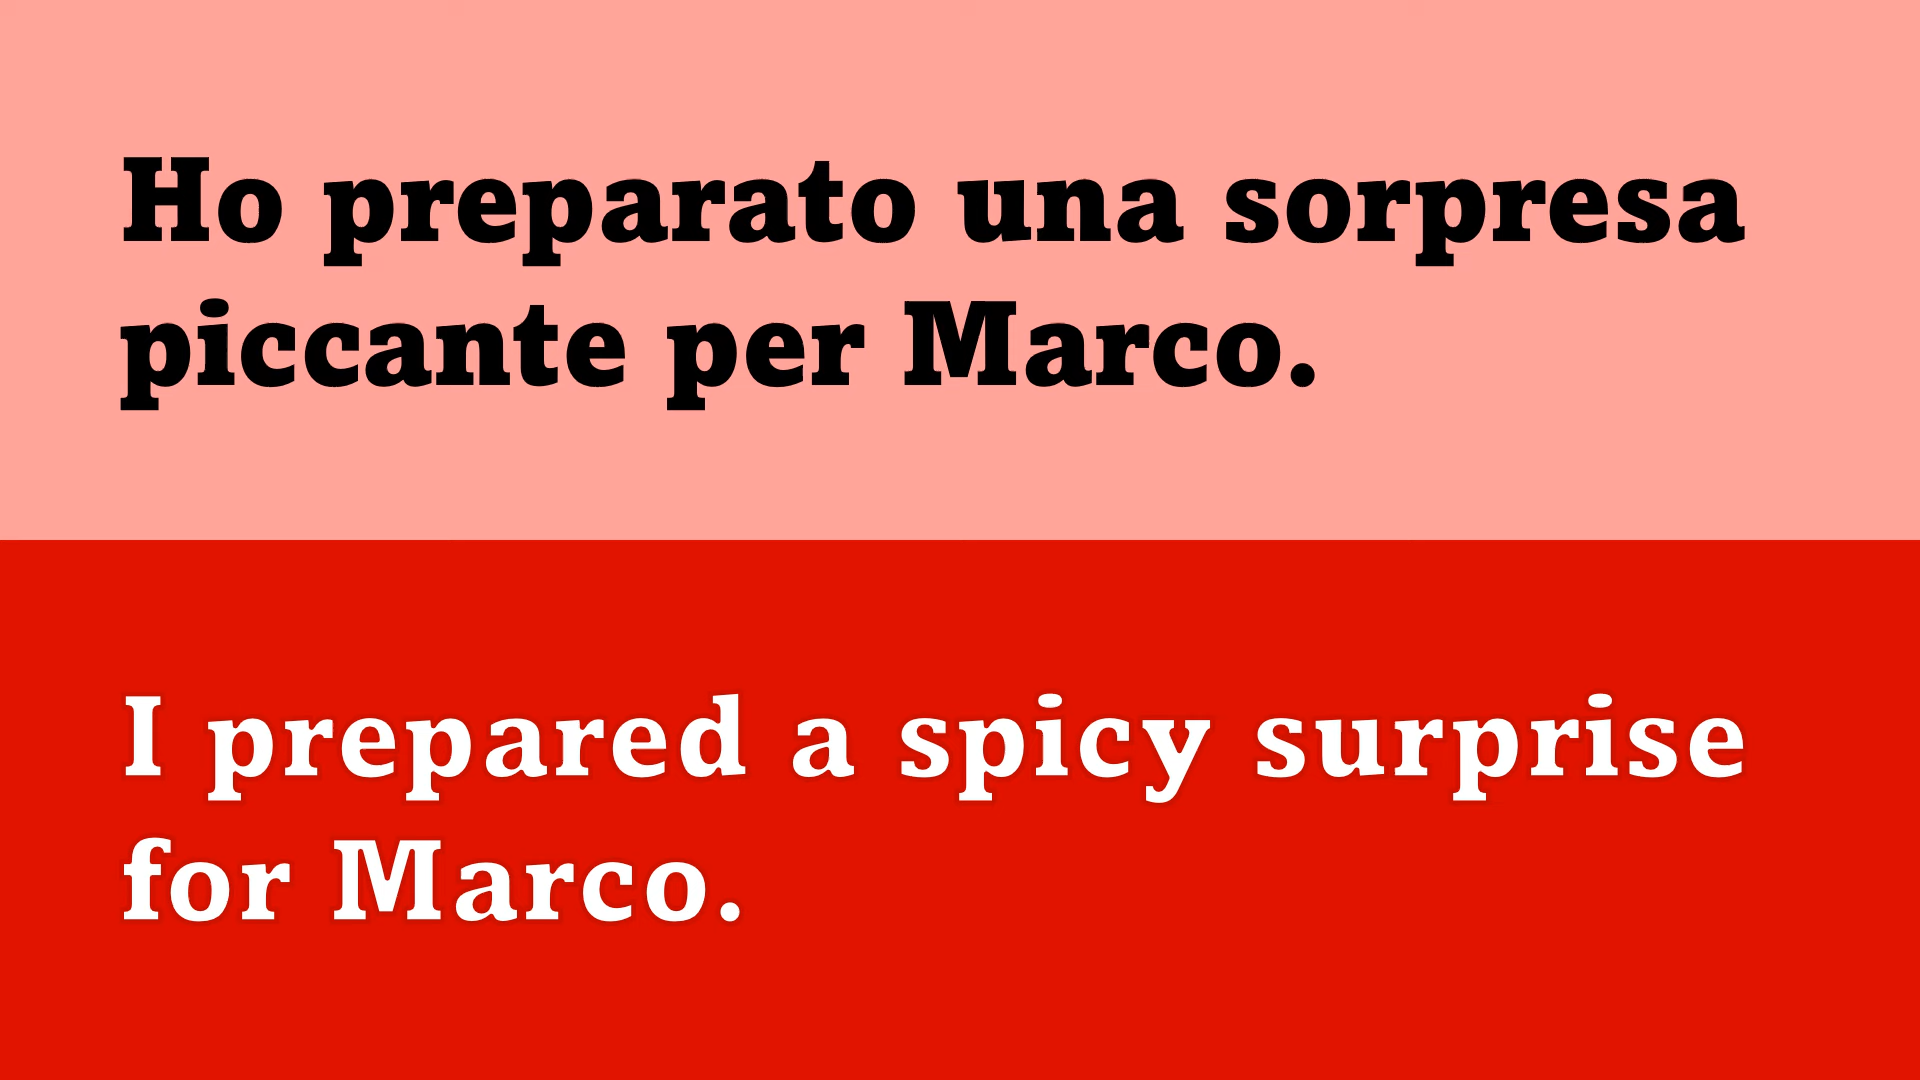 Ho preparato una sorpresa
piccante per Marco.
I prepared a spicy surprise
for Marco.